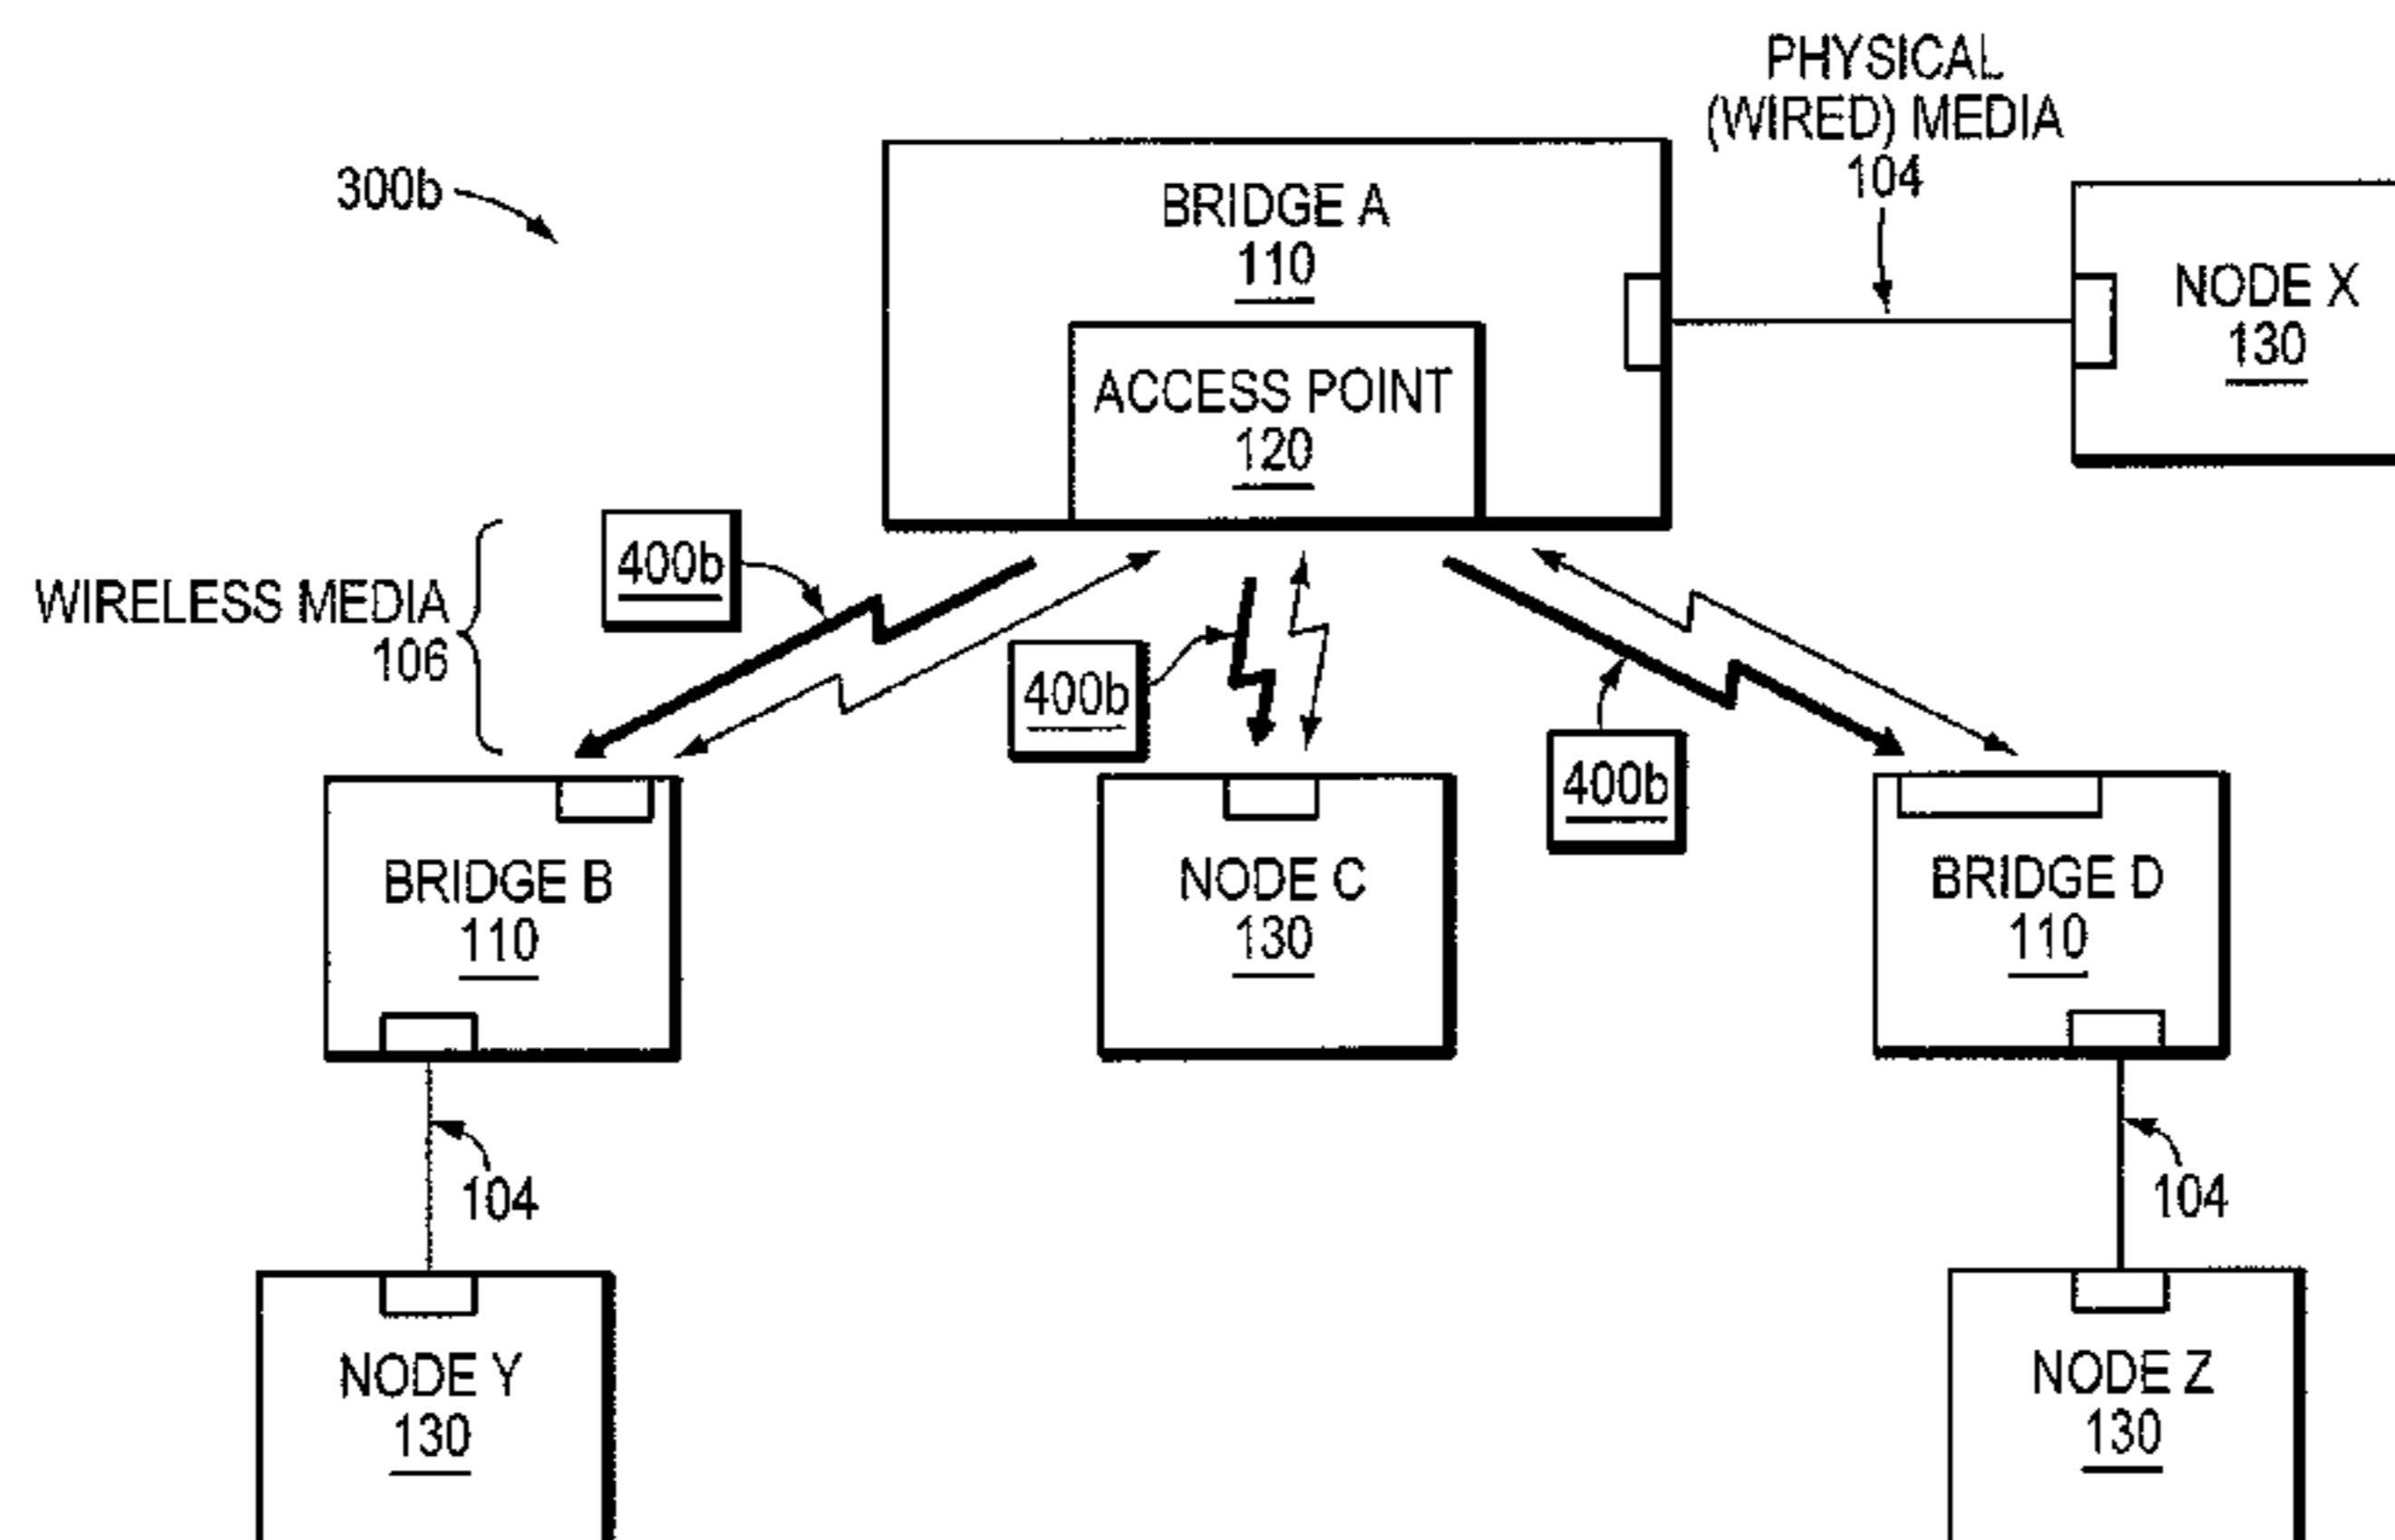 PHYSICAL
(WIRED) MEDIA
104
300b
BRIDGE A
110
NODE X
130
ACCESS POINT
120
WIRELESS MEDIA
106
400b
400b
400b
BRIDGE B
110
NODE C
130
BRIDGE D
110
104
104
NODE Y
130
NODE Z
130